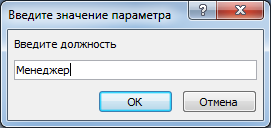 Введите значение параметра
Введите должность
Менеджер
ОК
Отмена